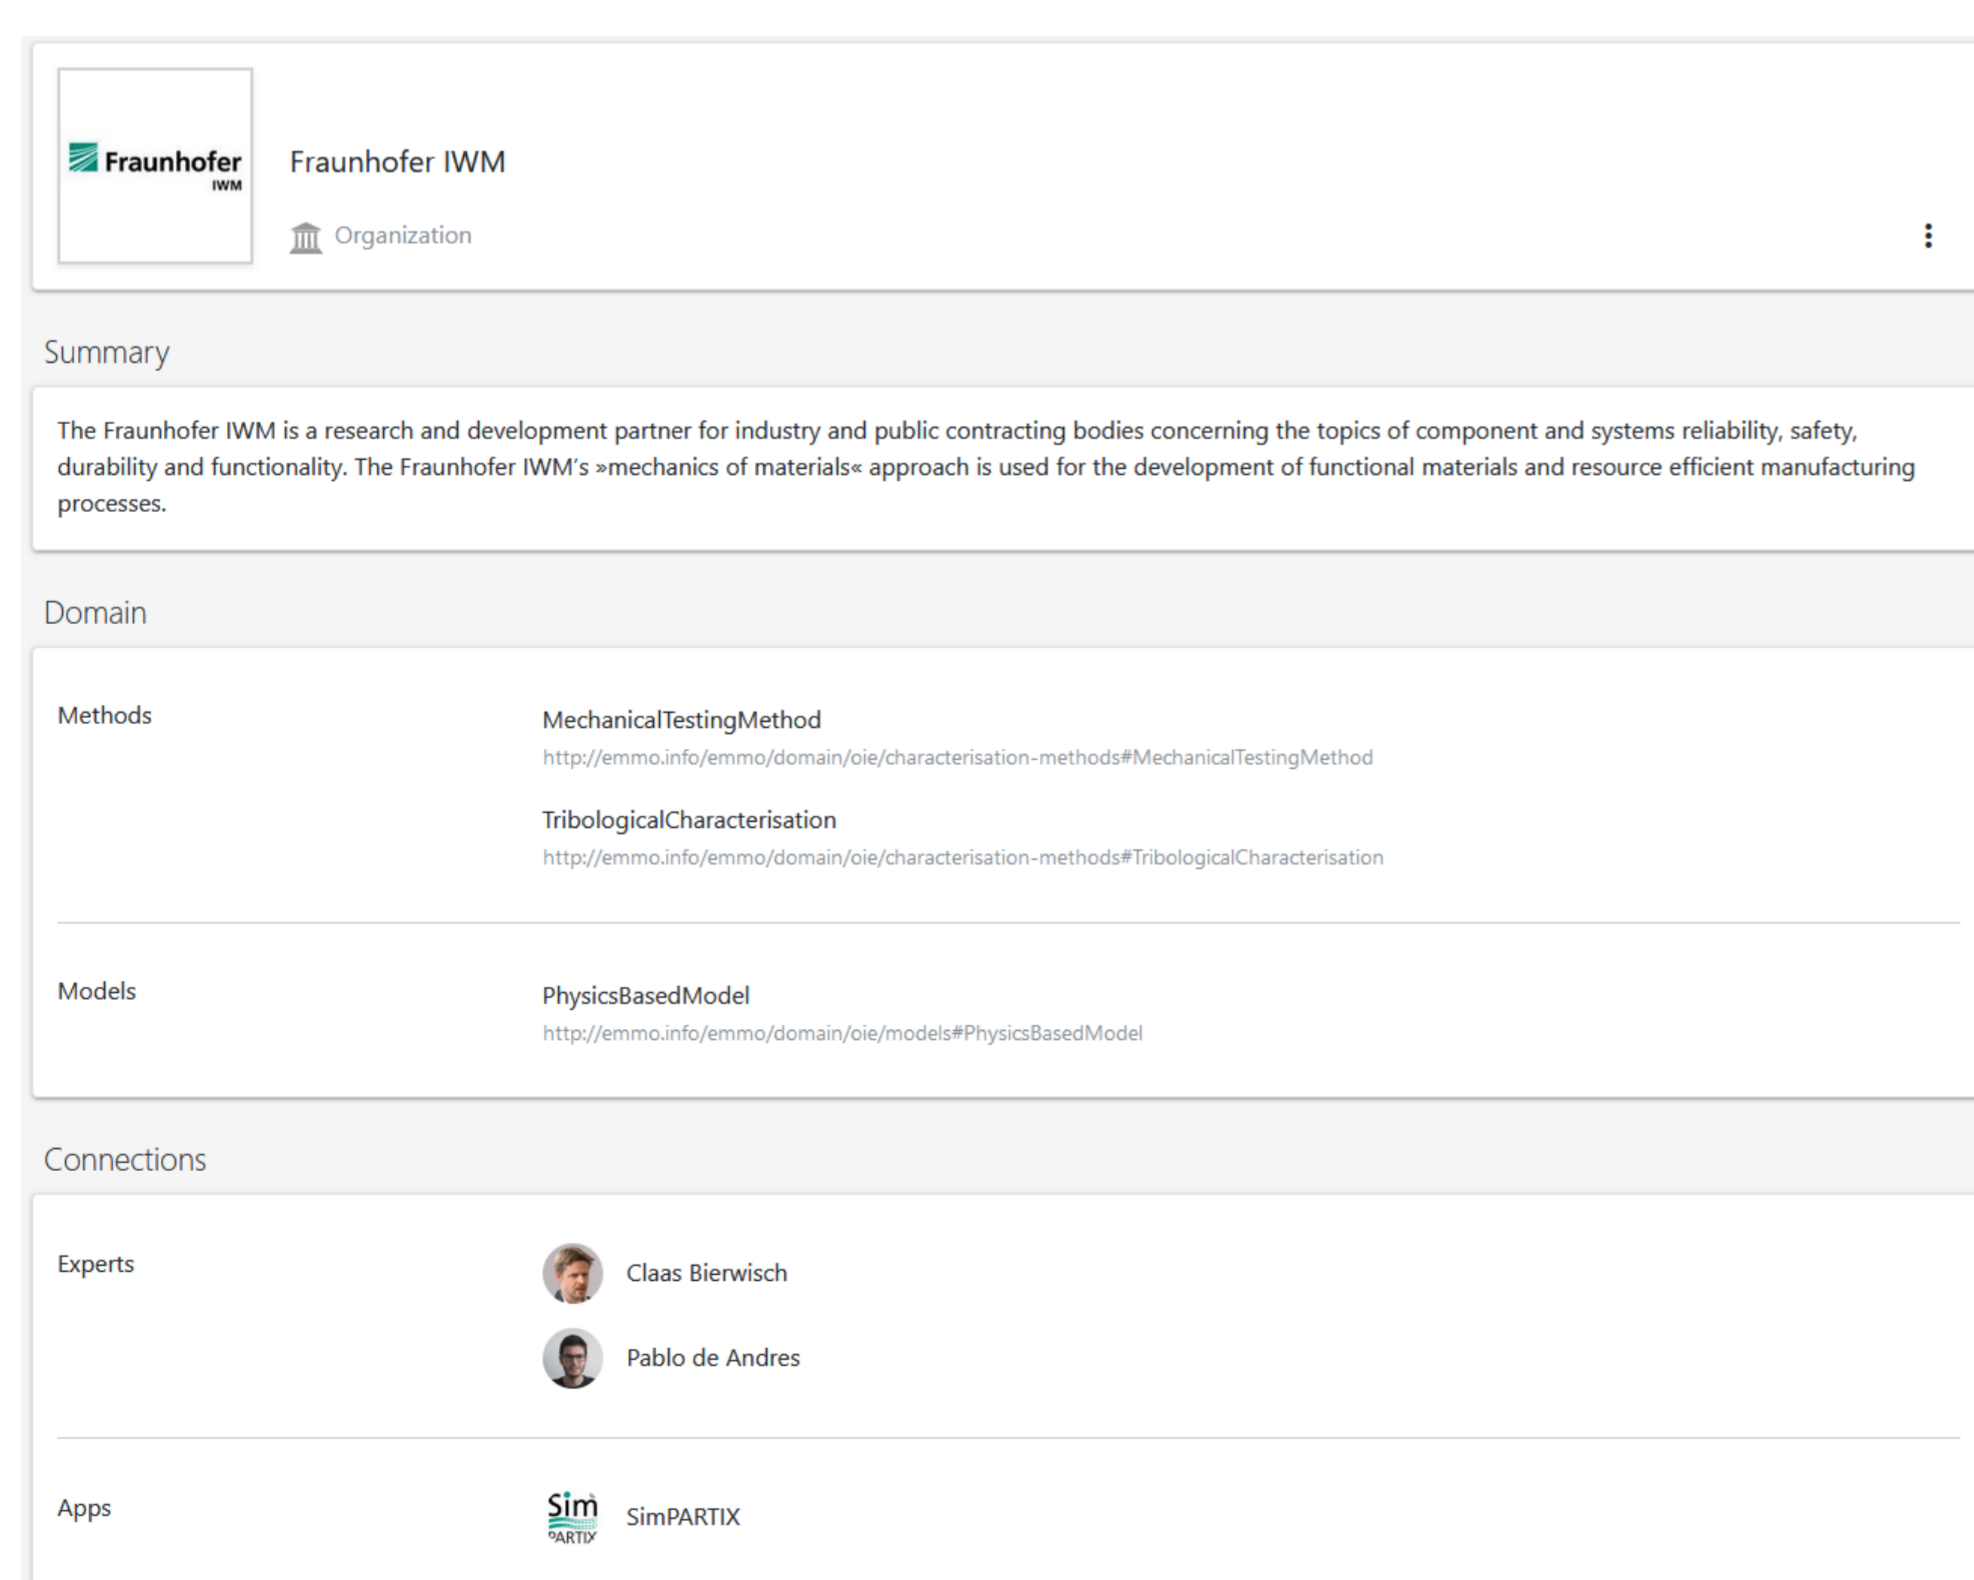 Fraunhofer
IWM
Fraunhofer IWM
Organization
Summary
The Fraunhofer IWM is a research and development partner for industry and public contracting bodies concerning the topics of component and systems reliability, safety,
durability and functionality. The Fraunhofer IWM's »mechanics of materials« approach is used for the development of functional materials and resource efficient manufacturing
processes.
Domain
Methods
MechanicalTestingMethod
http://emmo.info/emmo/domain/oie/characterisation-methods#MechanicalTestingMethod
TribologicalCharacterisation
http://emmo.info/emmo/domain/oie/characterisation-methods#TribologicalCharacterisation
Models
PhysicsBasedModel
http://emmo.info/emmo/domain/oie/models#PhysicsBasedModel
Connections
Experts
Claas Bierwisch
Pablo de Andres
Apps
Sim
PARTIX
SimPARTIX